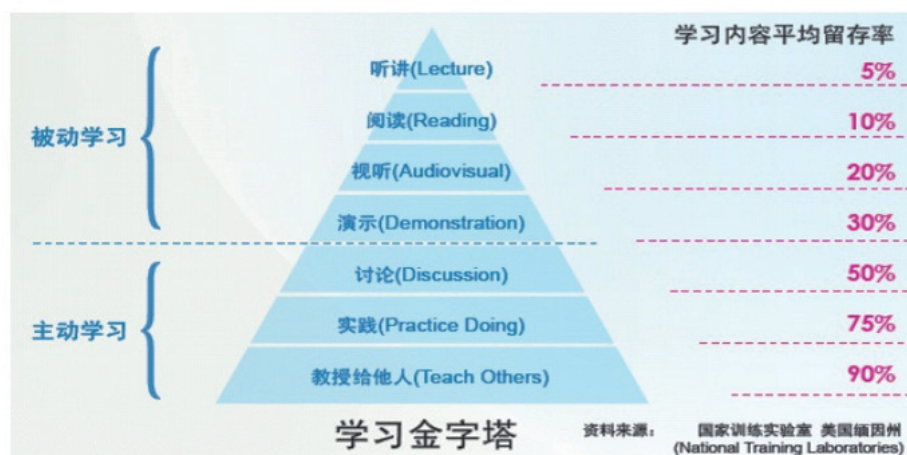 学习内容平均留存率
听讲(Lecture) 5%
阅读(Reading) 10%
被动学习
视听(Audiovisual) 20%
演示(Demonstration) 30%
讨论(Discussion) 50%
主动学习
实践(Practice Doing) 75%
教授给他人(Teach Others) 90%
学习金字塔
资料来源： 国家训练实验室 美国缅因州
(National Training Laboratories)